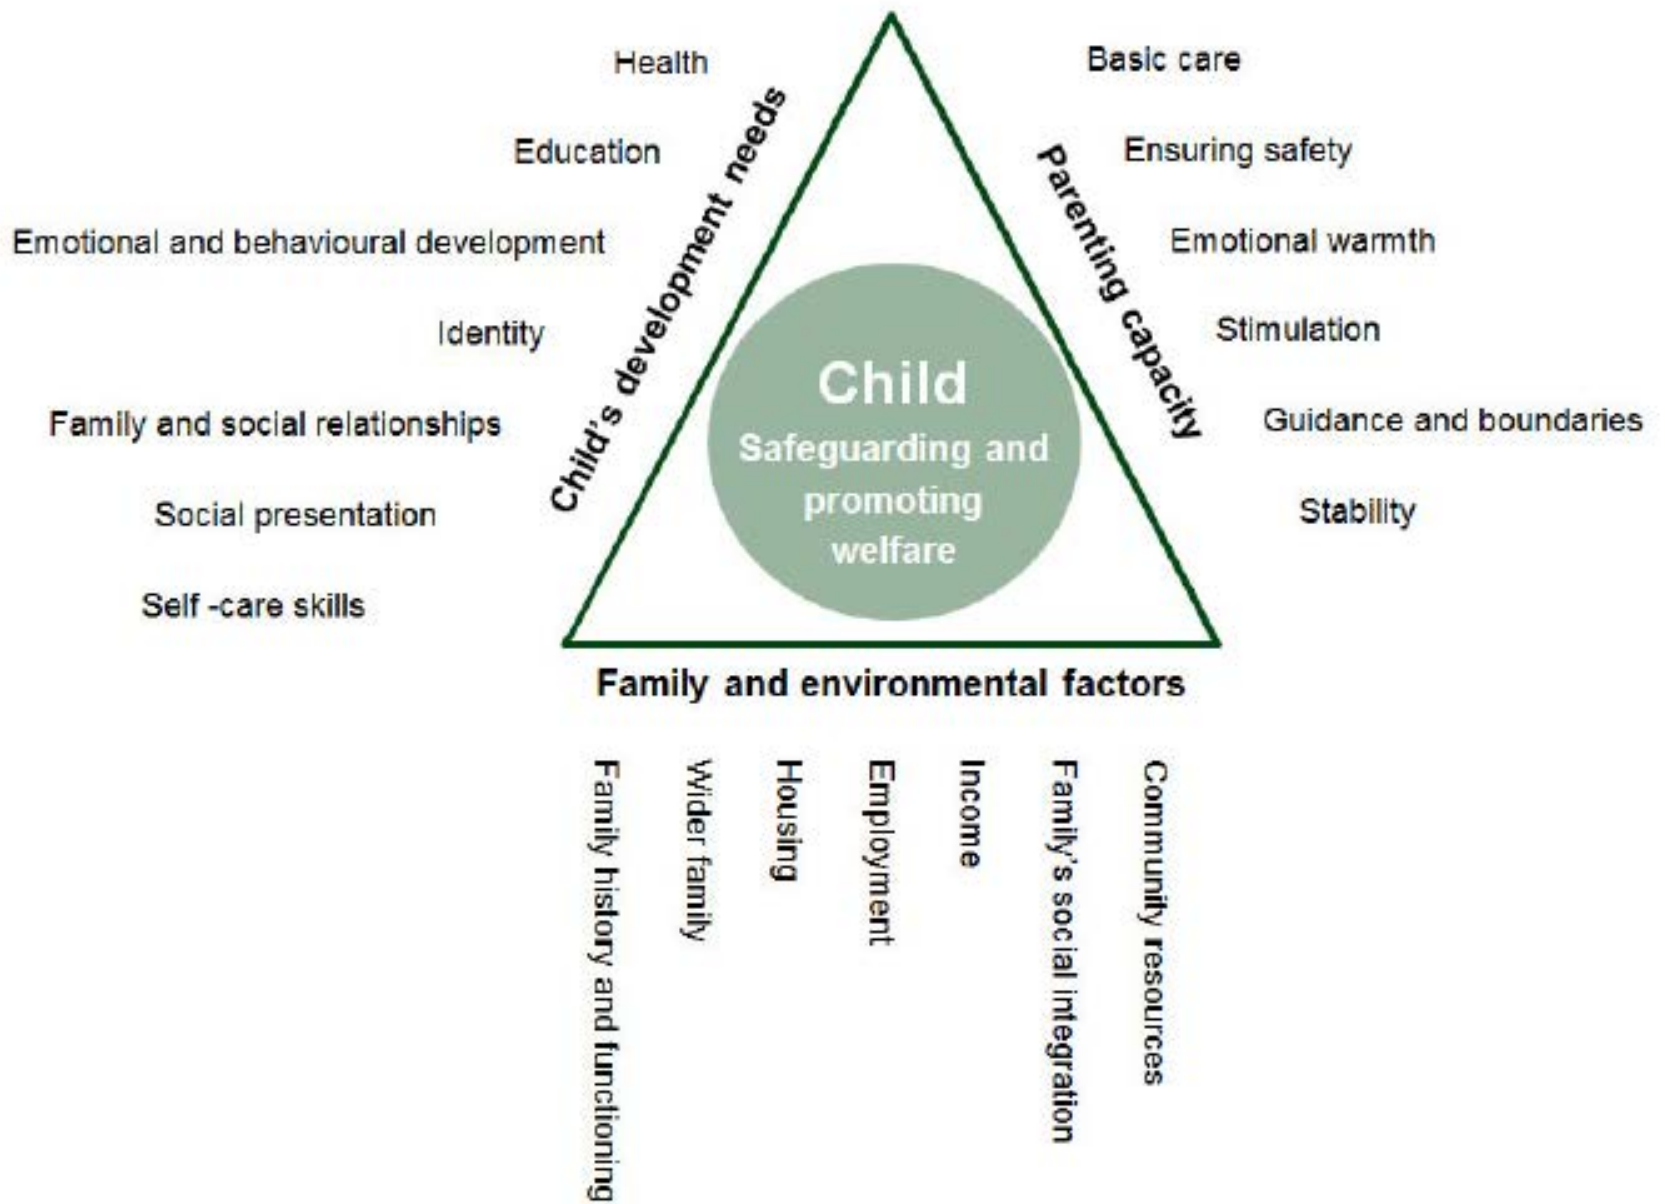 Health
Education
Emotional and behavioural development
Identity
Family and social relationships
Social presentation
Self -care skills
Child's development needs
Child
Safeguarding and
promoting
welfare
Parenting capacity
Basic care
Ensuring safety
Emotional warmth
Stimulation
Guidance and boundaries
Stability
Family and environmental factors
Family history and functioning
Wider family
Housing
Employment
Income
Family's social integration
Community resources